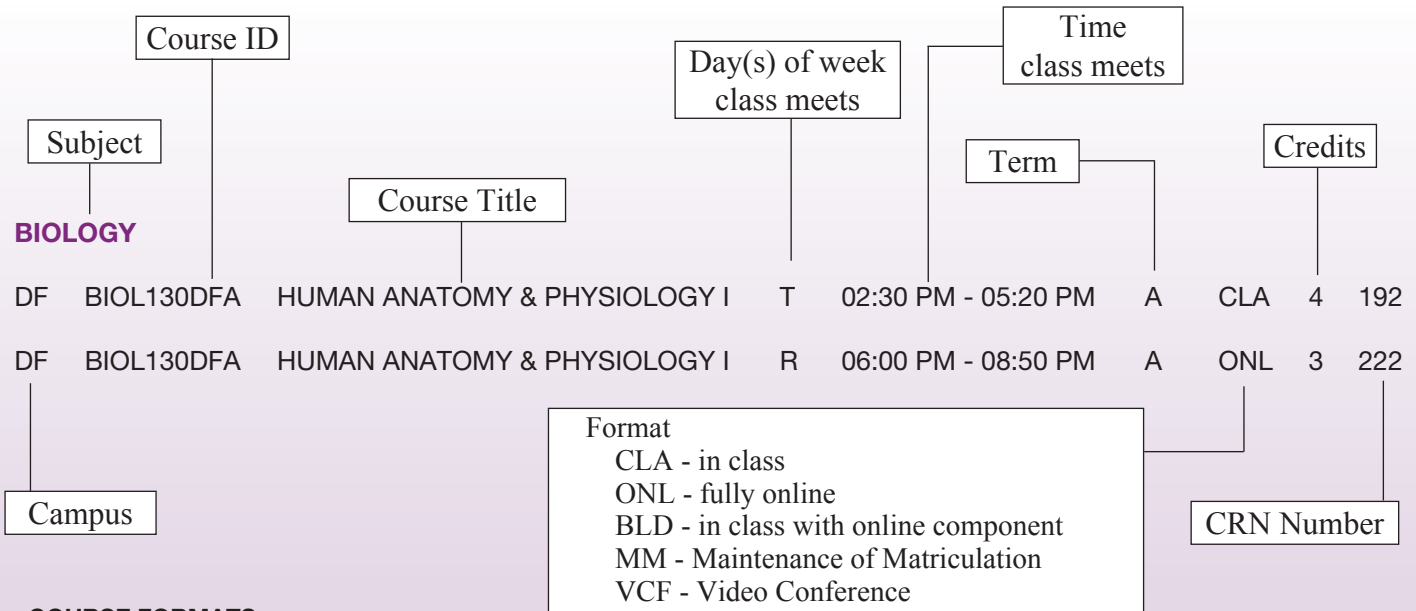 Course ID
Day(s) of week
class meets
Time
class meets
Subject
Course Title
Term
Credits
BIOLOGY
DF BIOL130DFA HUMAN ANATOMY & PHYSIOLOGY I T 02:30 PM - 05:20 PM A CLA 4 192
DF BIOL130DFA HUMAN ANATOMY & PHYSIOLOGY I R 06:00 PM - 08:50 PM A ONL 3 222
Campus
Format
CLA - in class
ONL - fully online
BLD - in class with online component
MM - Maintenance of Matriculation
VCF - Video Conference
CRN Number
COURSE FORMATS